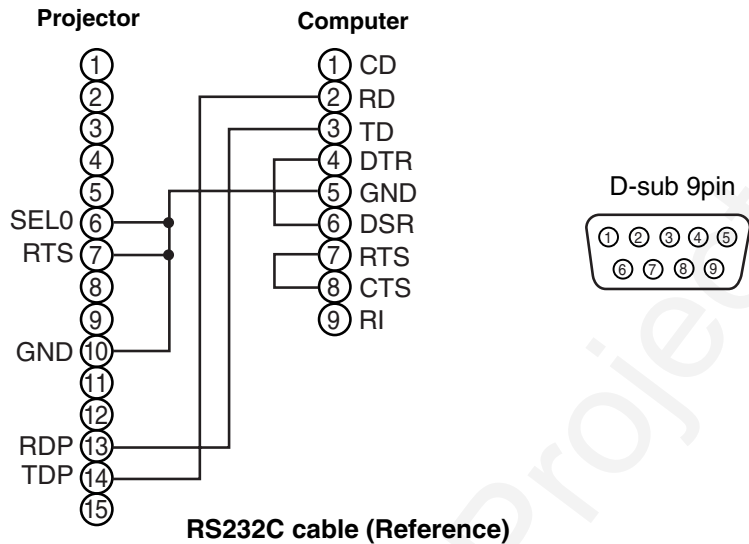 Projector
1
2
3
4
5
SEL0 6
RTS 7
8
9
GND 10
11
12
RDP 13
TDP 14
15
Computer
1 CD
2 RD
3 TD
4 DTR
5 GND
6 DSR
7 RTS
8 CTS
9 RI
D-sub 9pin
1 2 3 4 5
6 7 8 9
RS232C cable (Reference)
Project